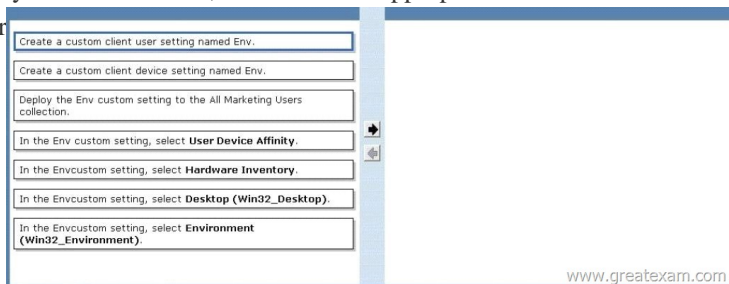 Create a custom client user setting named Env.
Create a custom client device setting named Env.
Deploy the Env custom setting to the All Marketing Users
collection.
In the Env custom setting, select User Device Affinity.
In the Envcustom setting, select Hardware Inventory.
In the Envcustom setting, select Desktop (Win32_Desktop).
In the Envcustom setting, select Environment
(Win32_Environment).
www.greatexam.com